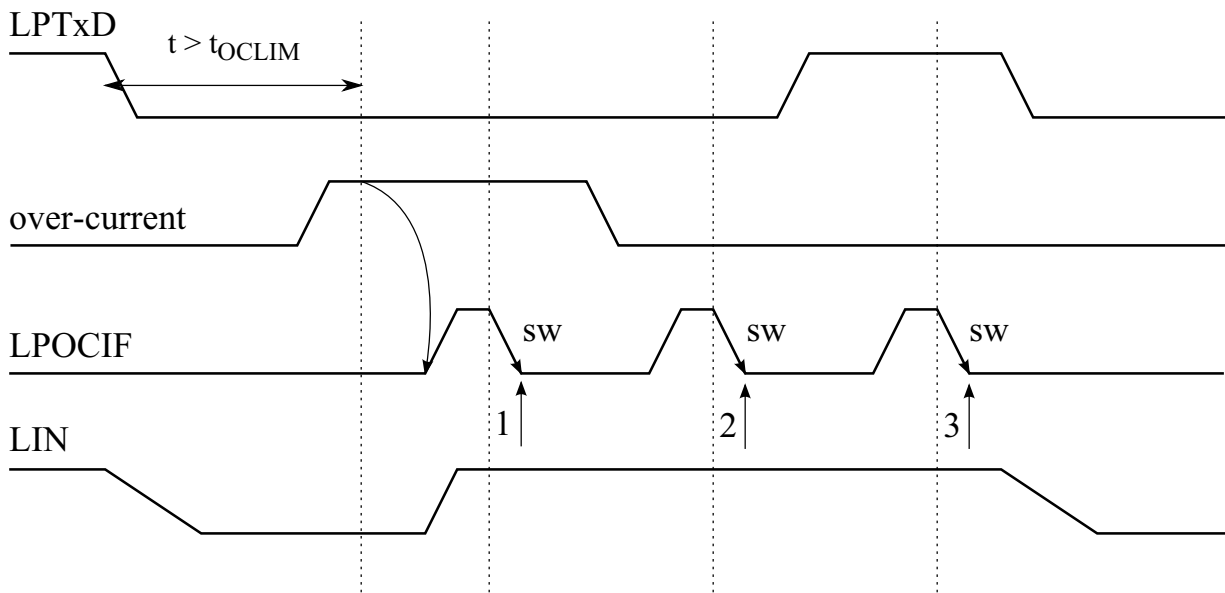 LPTxD
t > tOCLIM
over-current
LPOCIF
sw
sw
sw
1
2
3
LIN